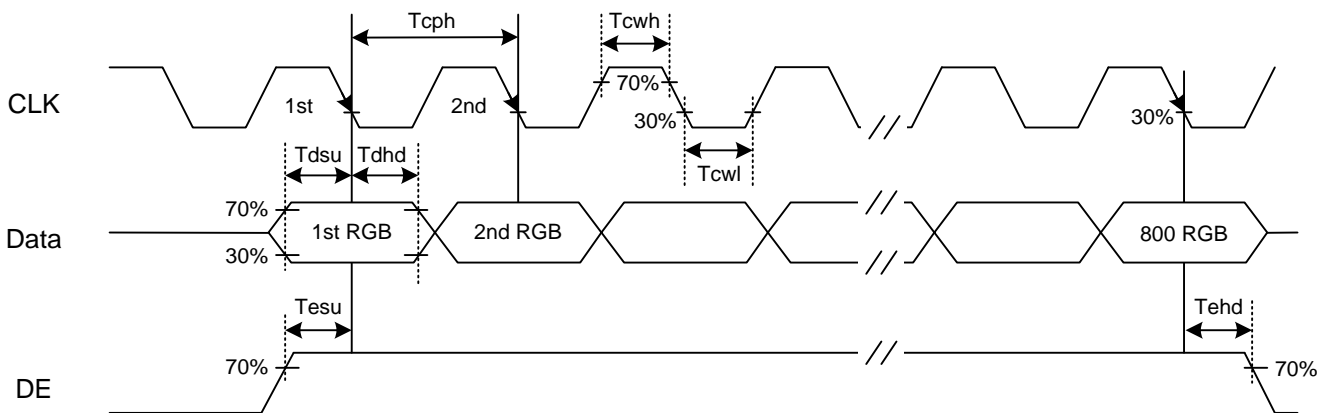 Tcph
Tcwh
CLK
1st
2nd
70%
30%
30%
Tdsu
Tdhd
Tcwl
Data
70%
30%
1st RGB
2nd RGB
800 RGB
Tesu
Tehd
DE
70%
70%